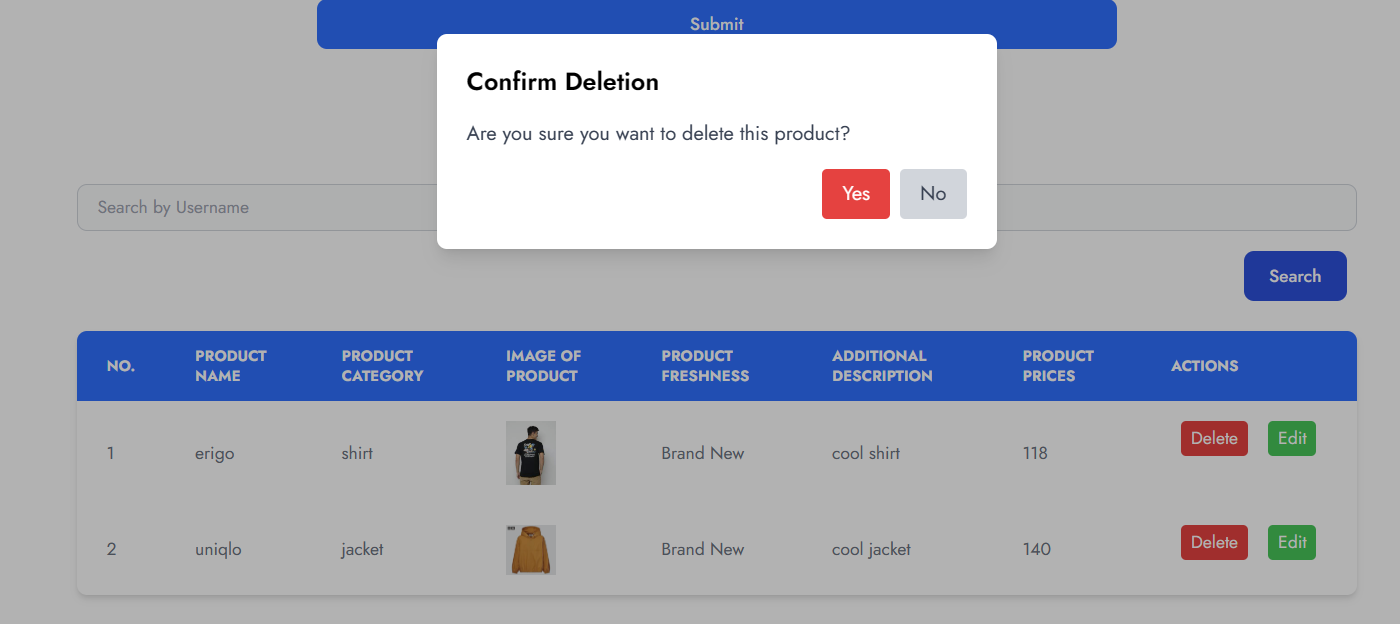 Submit
Confirm Deletion
Are you sure you want to delete this product?
Yes No
Search by Username
Search
NO. PRODUCT NAME PRODUCT CATEGORY IMAGE OF PRODUCT PRODUCT FRESHNESS ADDITIONAL DESCRIPTION PRODUCT PRICES ACTIONS
1 erigo shirt Brand New cool shirt 118 Delete Edit
2 uniqlo jacket Brand New cool jacket 140 Delete Edit